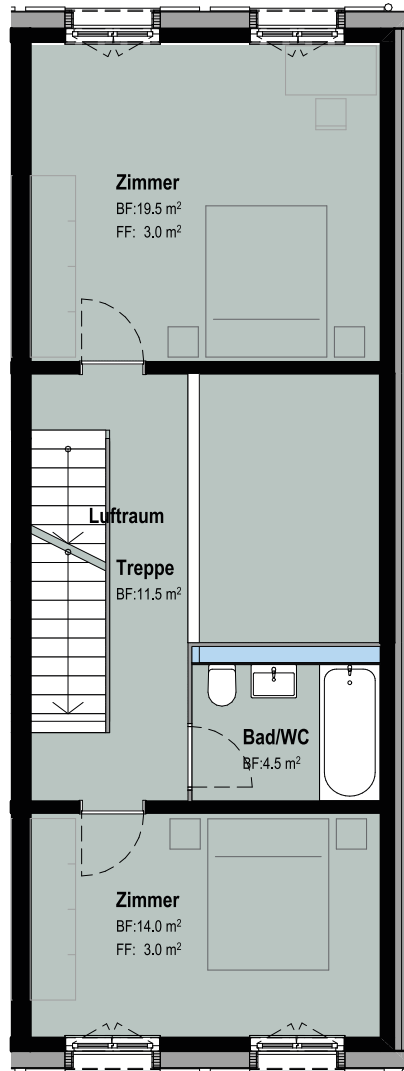 Zimmer
BF:19.5 m²
FF: 3.0 m²
Luftraum
Treppe
BF:11.5 m²
Bad/WC
BF:4.5 m²
Zimmer
BF:14.0 m²
FF: 3.0 m²